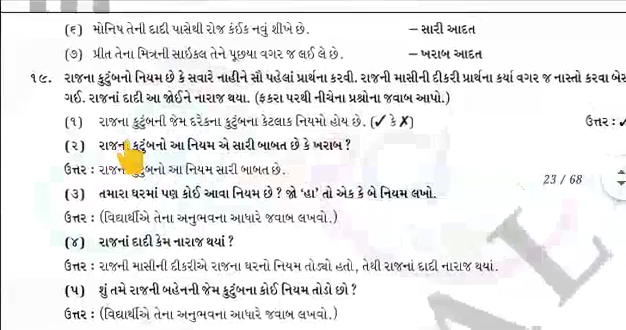 (૬) મોનિષ તેની દાદી પાસેથી રોજ કંઈક નવું શીખે છે. – સારી આદત
(૭) પ્રીત તેના મિત્રની સાઇકલ તેને પૂછયા વગર જ લઈ લે છે. – ખરાબ આદત
૧૯. રાજના કુટુંબનો નિયમ છે કે સવારે નાહીને સૌ પહેલાં પ્રાર્થના કરવી. રાજની માસીની દીકરી પ્રાર્થના કર્યા વગર જ નાસ્તો કરવા બેસ
ગઈ. રાજનાં દાદી આ જોઈને નારાજ થયા. (ફકરા પરથી નીચેના પ્રશ્નોના જવાબ આપો.)
(૧) રાજના કુટુંબની જેમ દરેકના કુટુંબના કેટલાક નિયમો હોય છે. (✓ કે ✗) ઉત્તર : ✓
(૨) રાજના કુટુંબનો આ નિયમ એ સારી બાબત છે કે ખરાબ ?
ઉત્તર : રાજના કુટુંબનો આ નિયમ સારી બાબત છે.
23 / 68
(૩) તમારા ઘરમાં પણ કોઈ આવા નિયમ છે ? જો ‘હા’ તો એક કે બે નિયમ લખો.
ઉત્તર : (વિદ્યાર્થીએ તેના અનુભવના આધારે જવાબ લખવો.)
(૪) રાજનાં દાદી કેમ નારાજ થયાં ?
ઉત્તર : રાજની માસીની દીકરીએ રાજના ઘરનો નિયમ તોડ્યો હતો, તેથી રાજનાં દાદી નારાજ થયાં.
(૫) શું તમે રાજની બહેનની જેમ કુટુંબના કોઈ નિયમ તોડો છો ?
ઉત્તર : (વિદ્યાર્થીએ તેના અનુભવના આધારે જવાબ લખવો.)